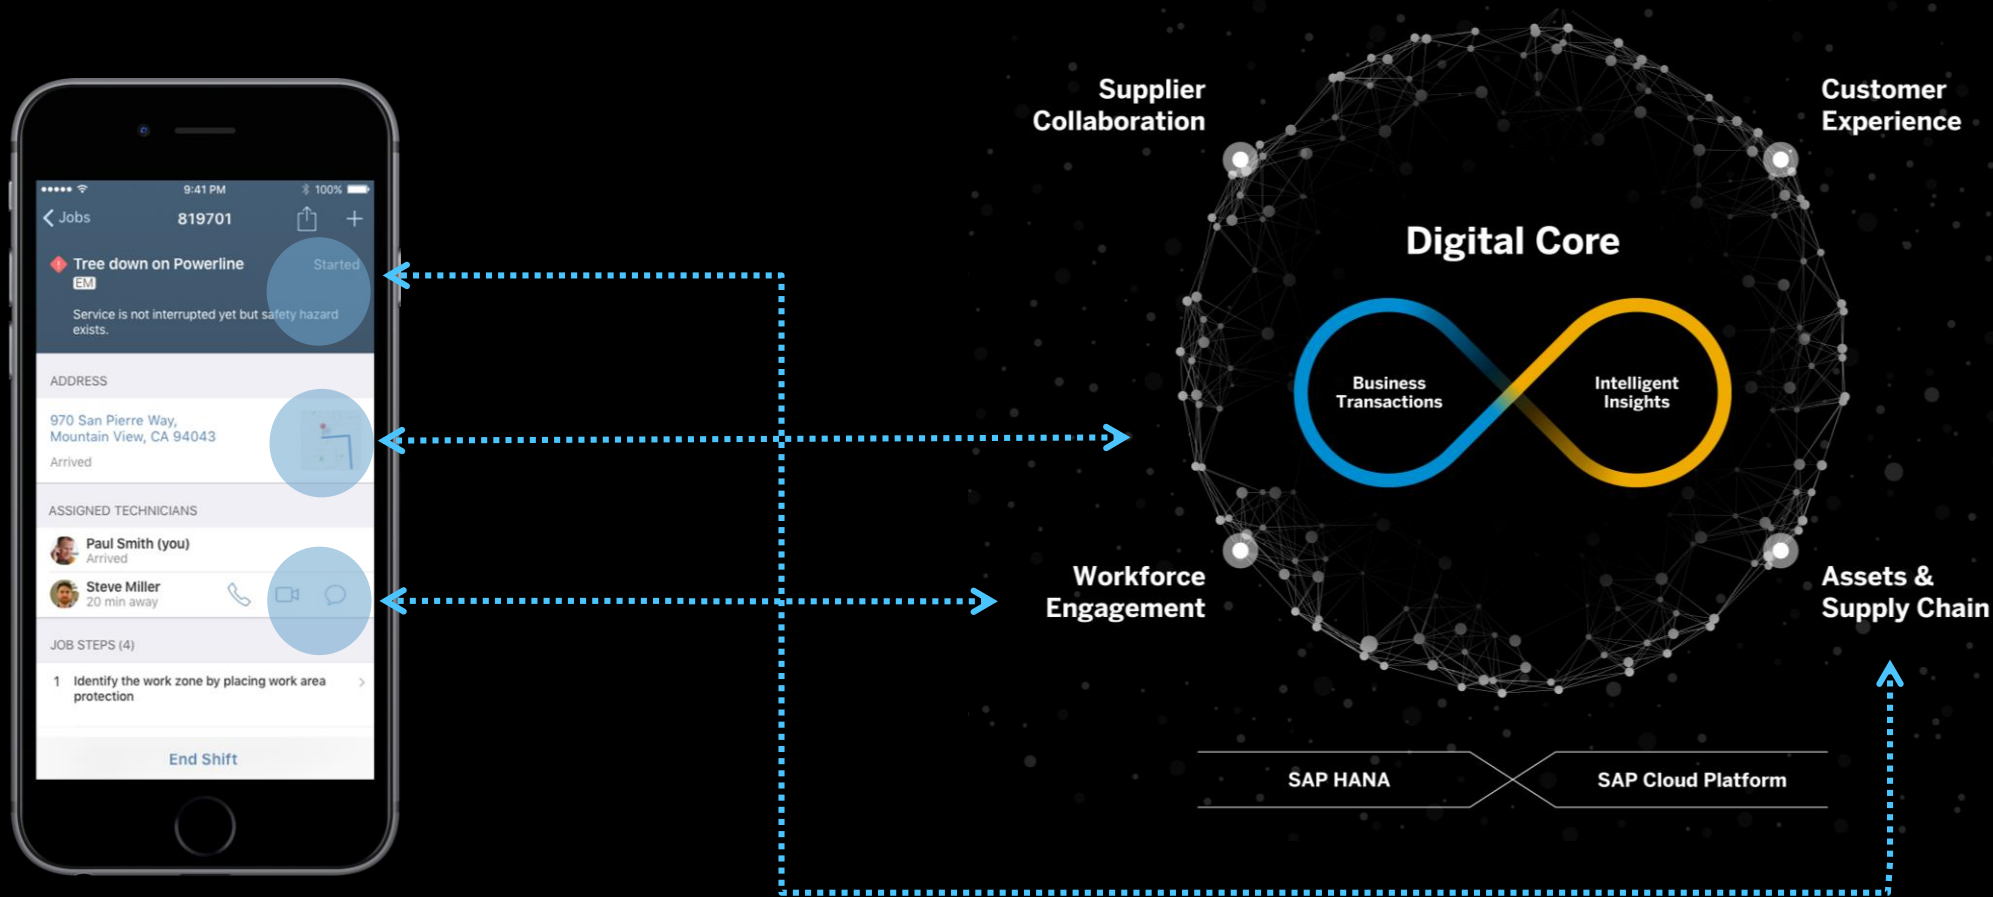 9:41 PM
100%
Jobs
819701
Tree down on Powerline
Started
EM
Service is not interrupted yet but safety hazard
exists.
ADDRESS
970 San Pierre Way,
Mountain View, CA 94043
Arrived
ASSIGNED TECHNICIANS
Paul Smith (you)
Arrived
Steve Miller
20 min away
JOB STEPS (4)
1 Identify the work zone by placing work area
protection
End Shift
Supplier
Collaboration
Customer
Experience
Digital Core
Business
Transactions
Intelligent
Insights
Workforce
Engagement
Assets &
Supply Chain
SAP HANA
SAP Cloud Platform